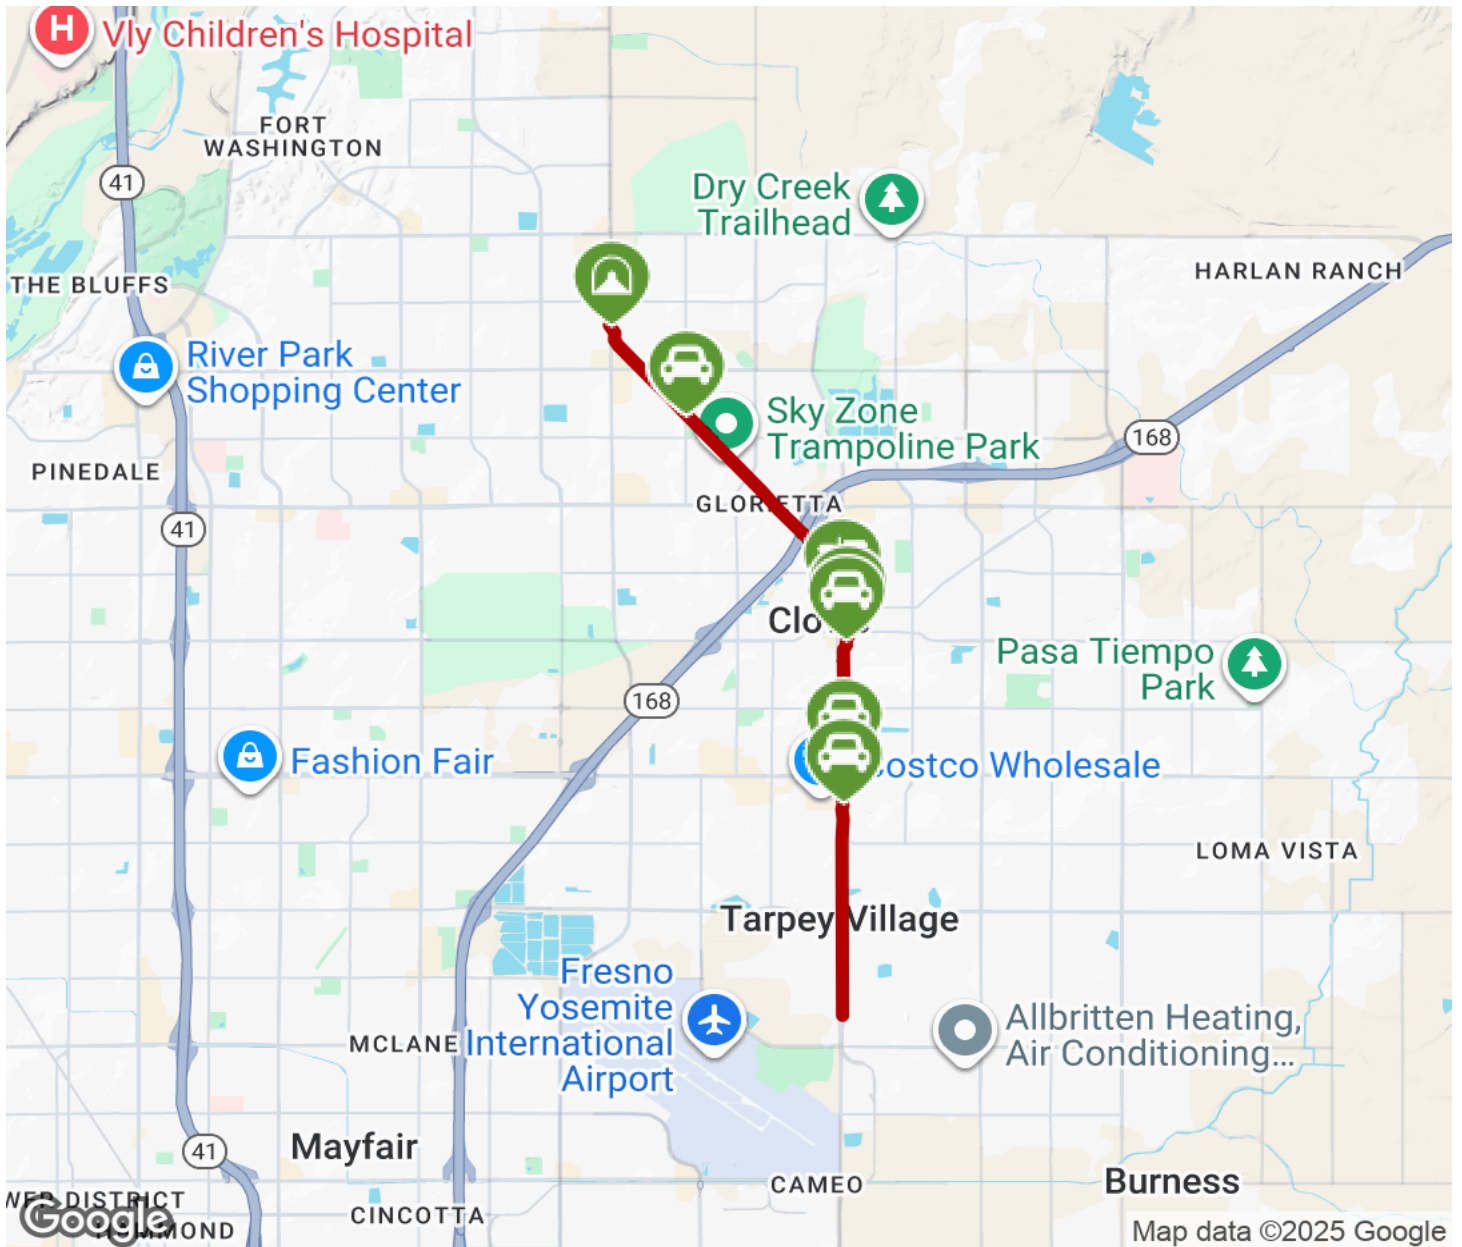 H
Vly Children's Hospital
FORT
WASHINGTON
41
Dry Creek
Trailhead
THE BLUFFS
HARLAN RANCH
River Park
Shopping Center
Sky Zone
Trampoline Park
168
PINEDALE
41
Pasa Tiempo
Park
168
Fashion Fair
Wholesale
LOMA VISTA
Tarpey Village
Fresno
Yosemite
International
Airport
MCLANE
Allbritten Heating,
Air Conditioning...
41
Mayfair
CAMEO
Burness
DISTRICT
CINCOTTA
Google
Map data ©2025 Google